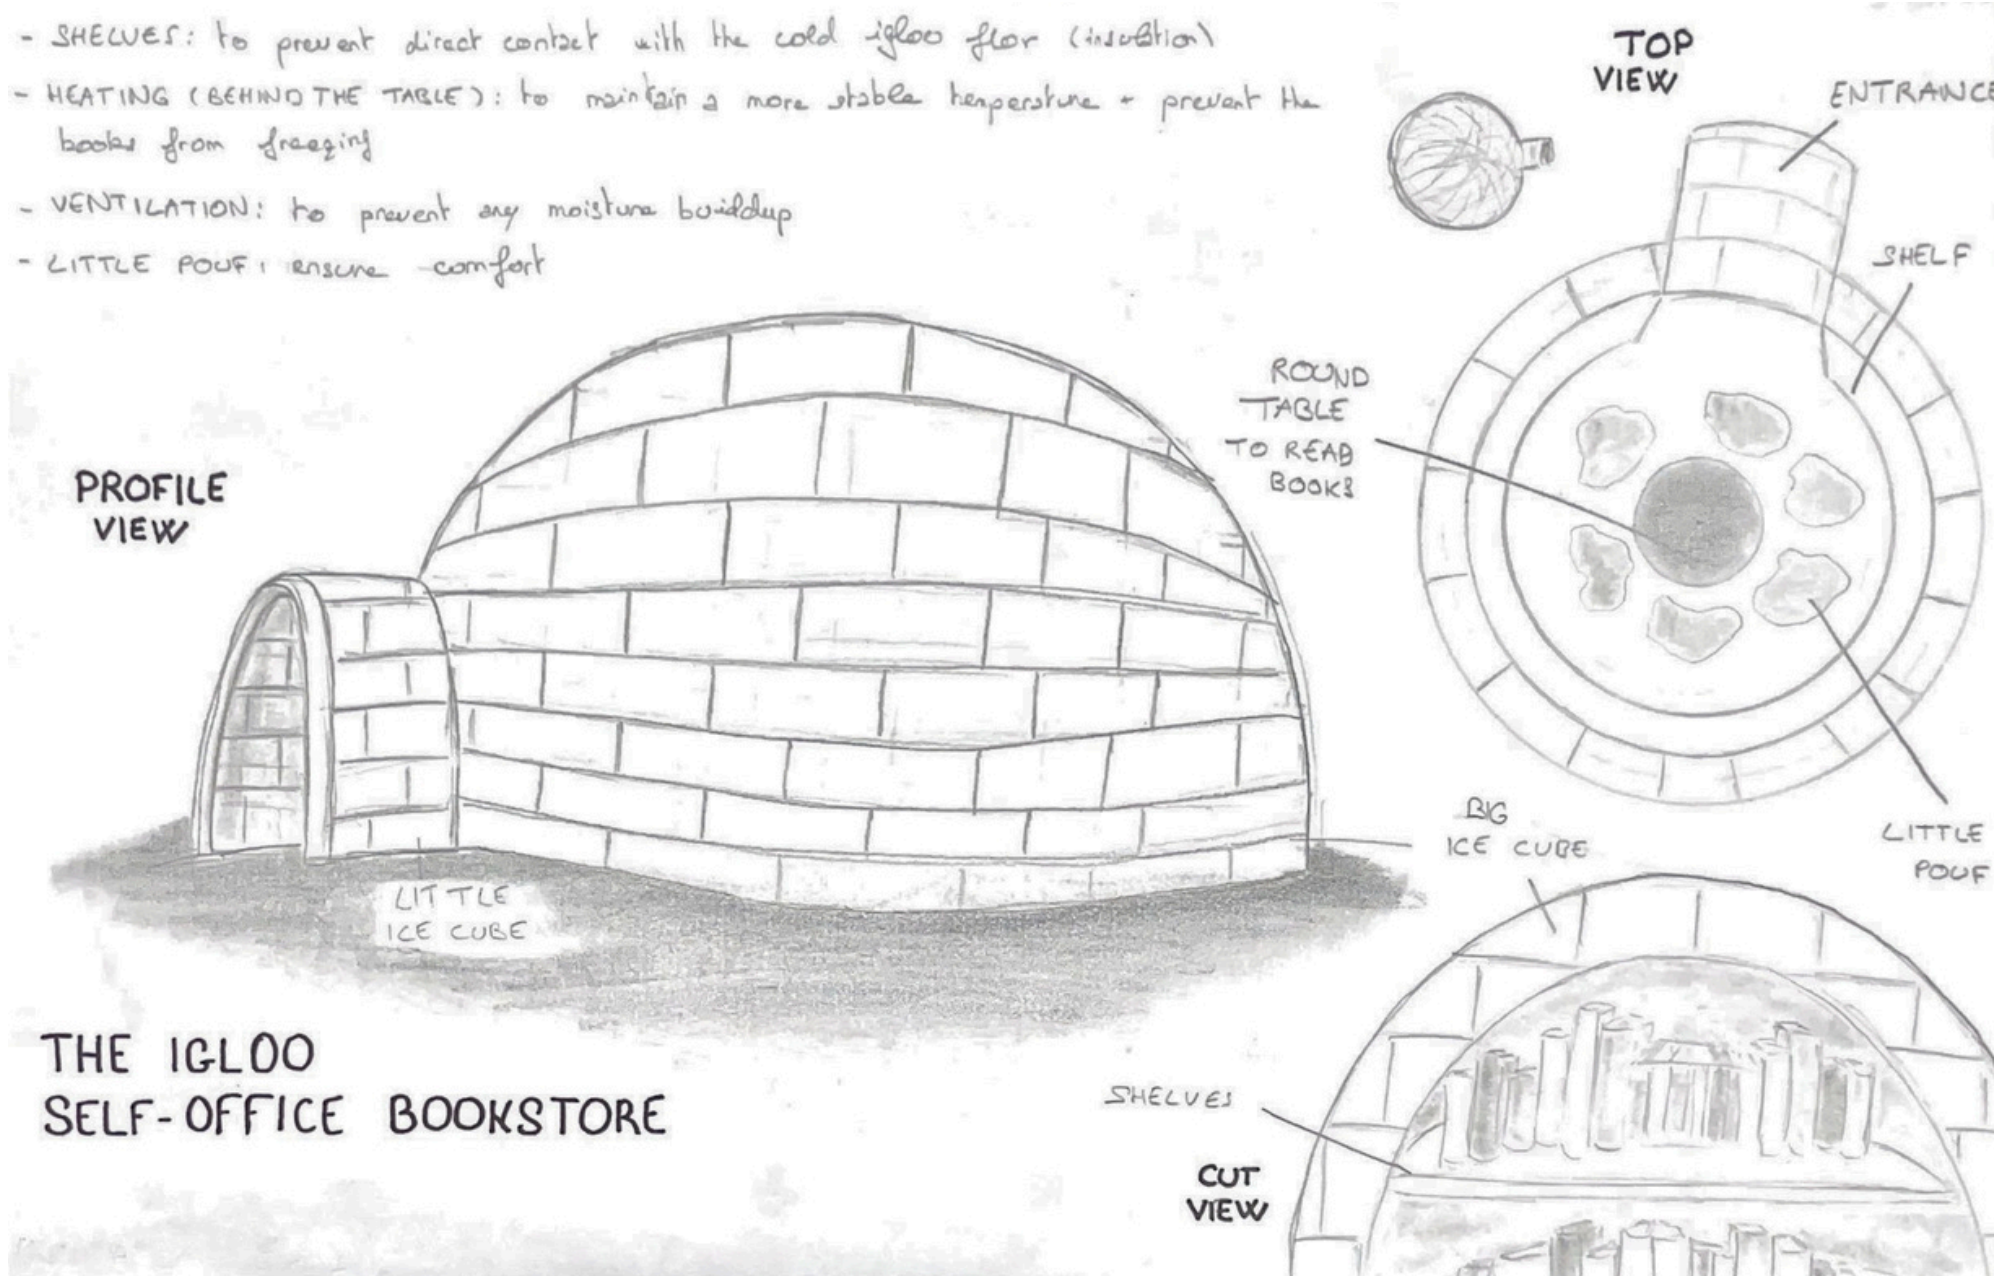 - SHELVES: to prevent direct contact with the cold igloo flor (insulation)
- HEATING (BEHIND THE TABLE): to maintain a more stable temperature + prevent the
books from freezing
- VENTILATION: to prevent any moisture buildup
- LITTLE POUF: ensure comfort
TOP
VIEW
ENTRANCE
SHELF
ROUND
TABLE
TO READ
BOOKS
LITTLE
POUF
PROFILE
VIEW
LITTLE
ICE CUBE
BIG
ICE CUBE
SHELVES
CUT
VIEW
THE IGLOO
SELF-OFFICE BOOKSTORE